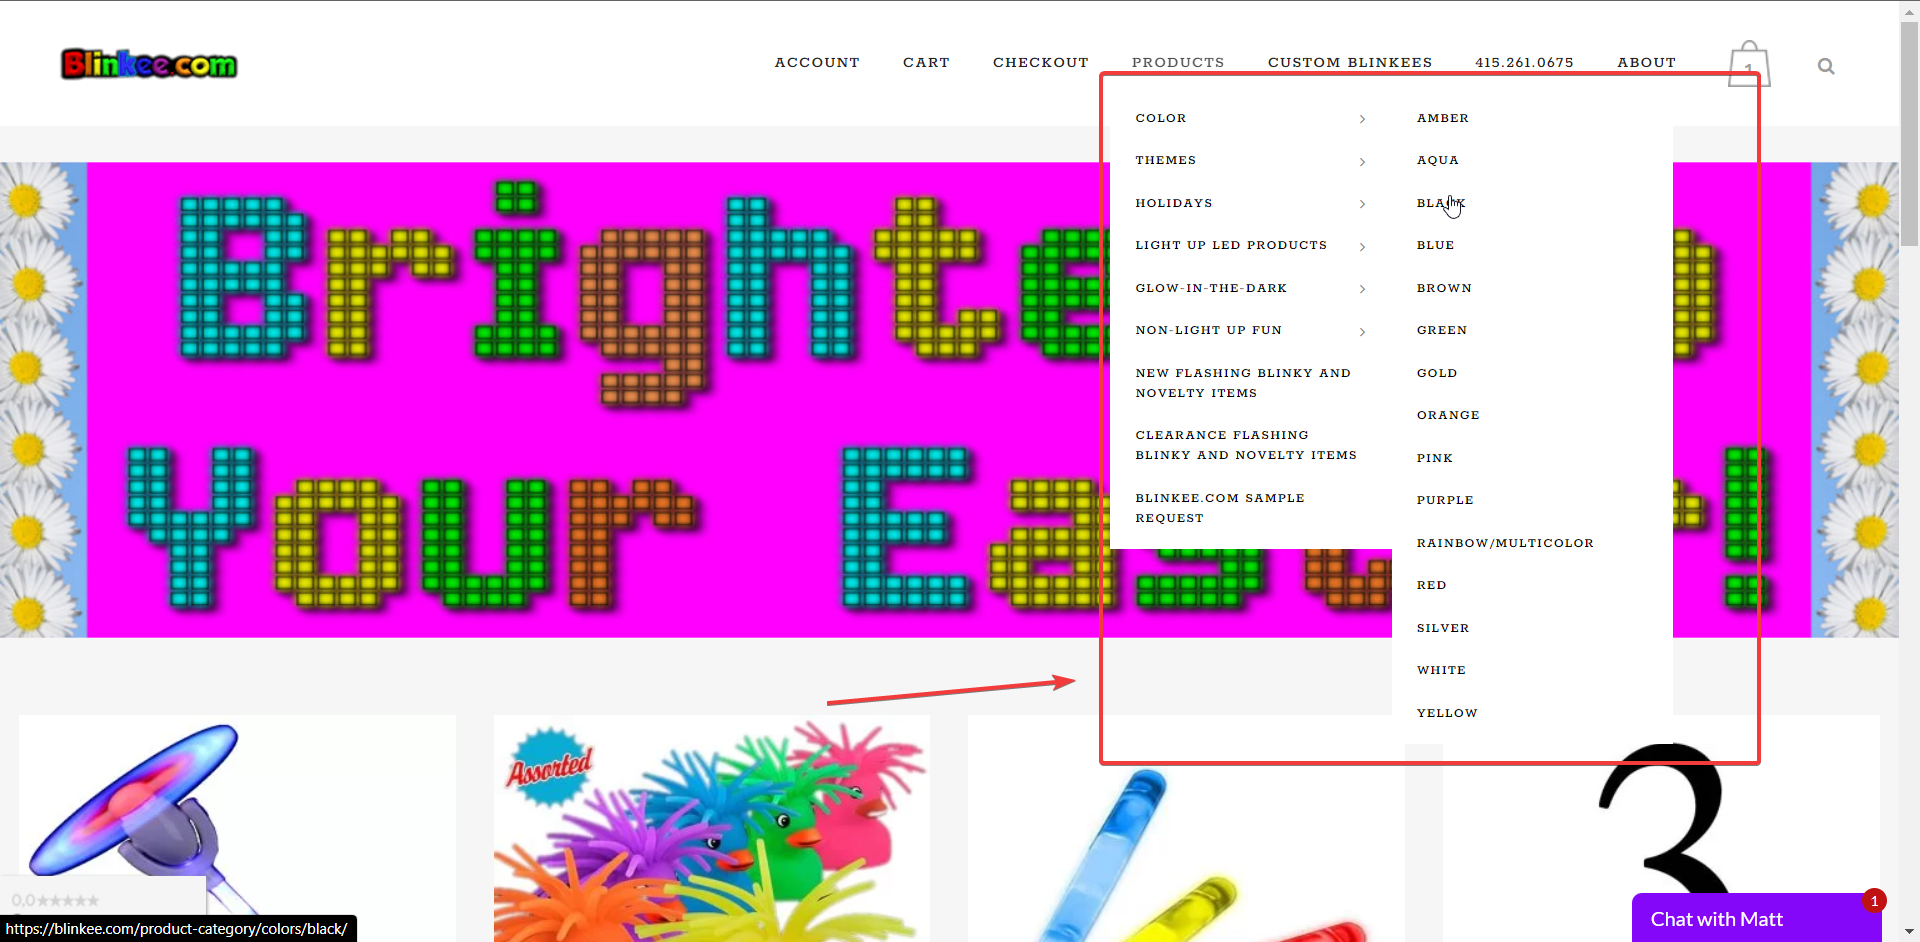 Blinkee.com
ACCOUNT
CART
CHECKOUT
PRODUCTS
CUSTOM BLINKEES
415.261.0675
ABOUT
1
COLOR
THEMES
HOLIDAYS
LIGHT UP LED PRODUCTS
GLOW-IN-THE-DARK
NON-LIGHT UP FUN
NEW FLASHING BLINKY AND
NOVELTY ITEMS
CLEARANCE FLASHING
BLINKY AND NOVELTY ITEMS
BLINKEE.COM SAMPLE
REQUEST
AMBER
AQUA
BLACK
BLUE
BROWN
GREEN
GOLD
ORANGE
PINK
PURPLE
RAINBOW/MULTICOLOR
RED
SILVER
WHITE
YELLOW
Your
Assorted
3
0,0★★★★★
https://blinkee.com/product-category/colors/black/
Chat with Matt
1